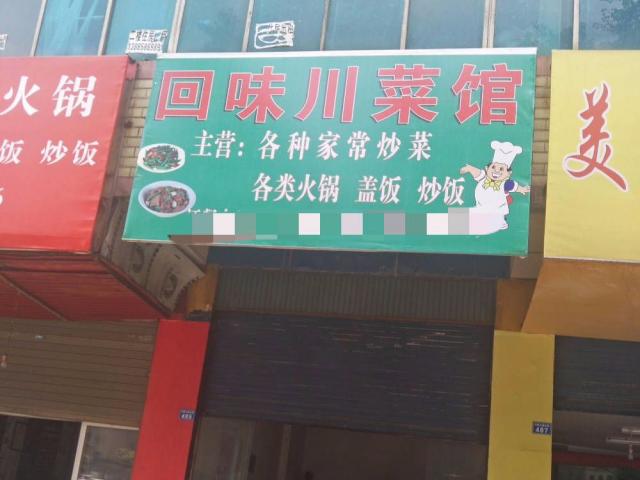 回味川菜馆
主营：各种家常炒菜
各类火锅 盖饭 炒饭
火锅
饭 炒饭
美
487